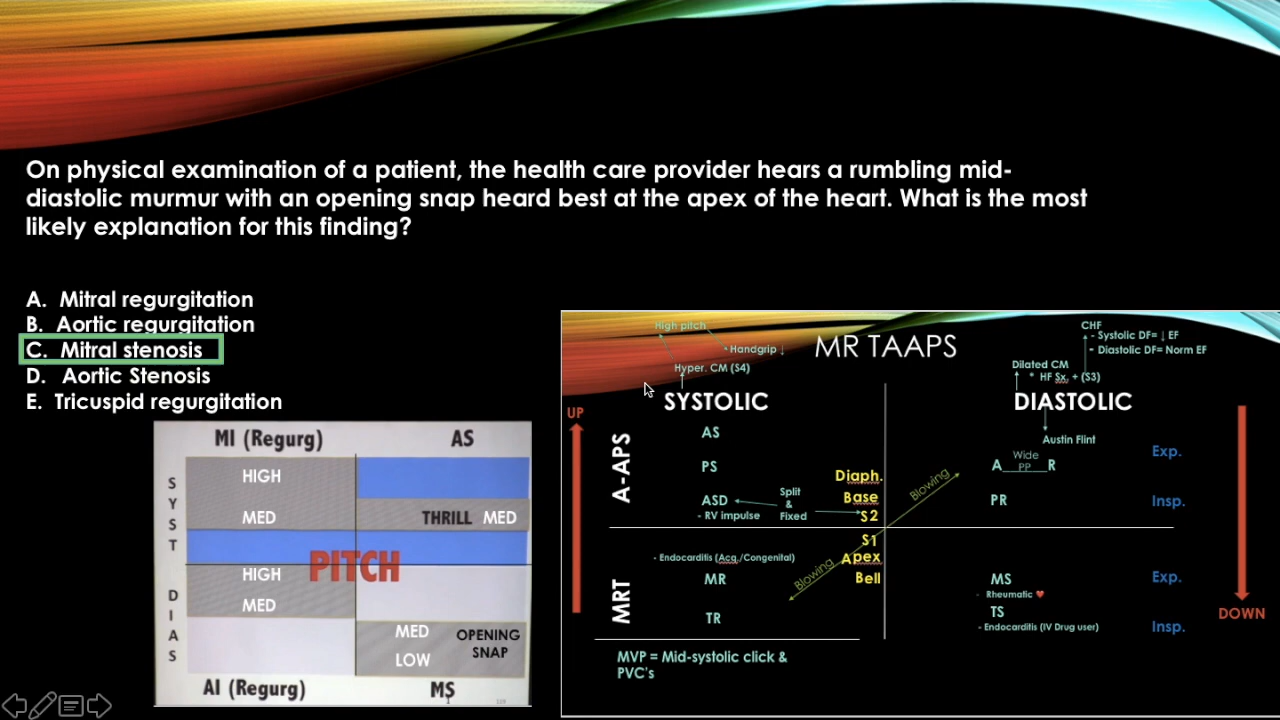 On physical examination of a patient, the health care provider hears a rumbling mid-
diastolic murmur with an opening snap heard best at the apex of the heart. What is the most
likely explanation for this finding?
A. Mitral regurgitation
B. Aortic regurgitation
C. Mitral stenosis
D. Aortic Stenosis
E. Tricuspid regurgitation
MI (Regurg)
AS
SYST
DIAS
HIGH
MED
THRILL MED
PITCH
HIGH
MED
MED
LOW
OPENING
SNAP
AI (Regurg)
MS
119
MR TAAPS
High pitch
Handgrip ↓
Hyper. CM (S4)
SYSTOLIC
CHF
- Systolic DF= ↓ EF
- Diastolic DF= Norm EF
Dilated CM
* HF Sx. + (S3)
DIASTOLIC
Austin Flint
UP
A-APS
AS
PS
ASD
- RV impulse
Split
&
Fixed
Diaph.
Base
S2
Blowing
Wide
PP
A____R
PR
Exp.
Insp.
MRT
- Endocarditis (Acq./Congenital)
MR
TR
S1
Apex
Bell
Blowing
MS
- Rheumatic ♥
TS
- Endocarditis (IV Drug user)
Exp.
Insp.
DOWN
MVP = Mid-systolic click &
PVC's